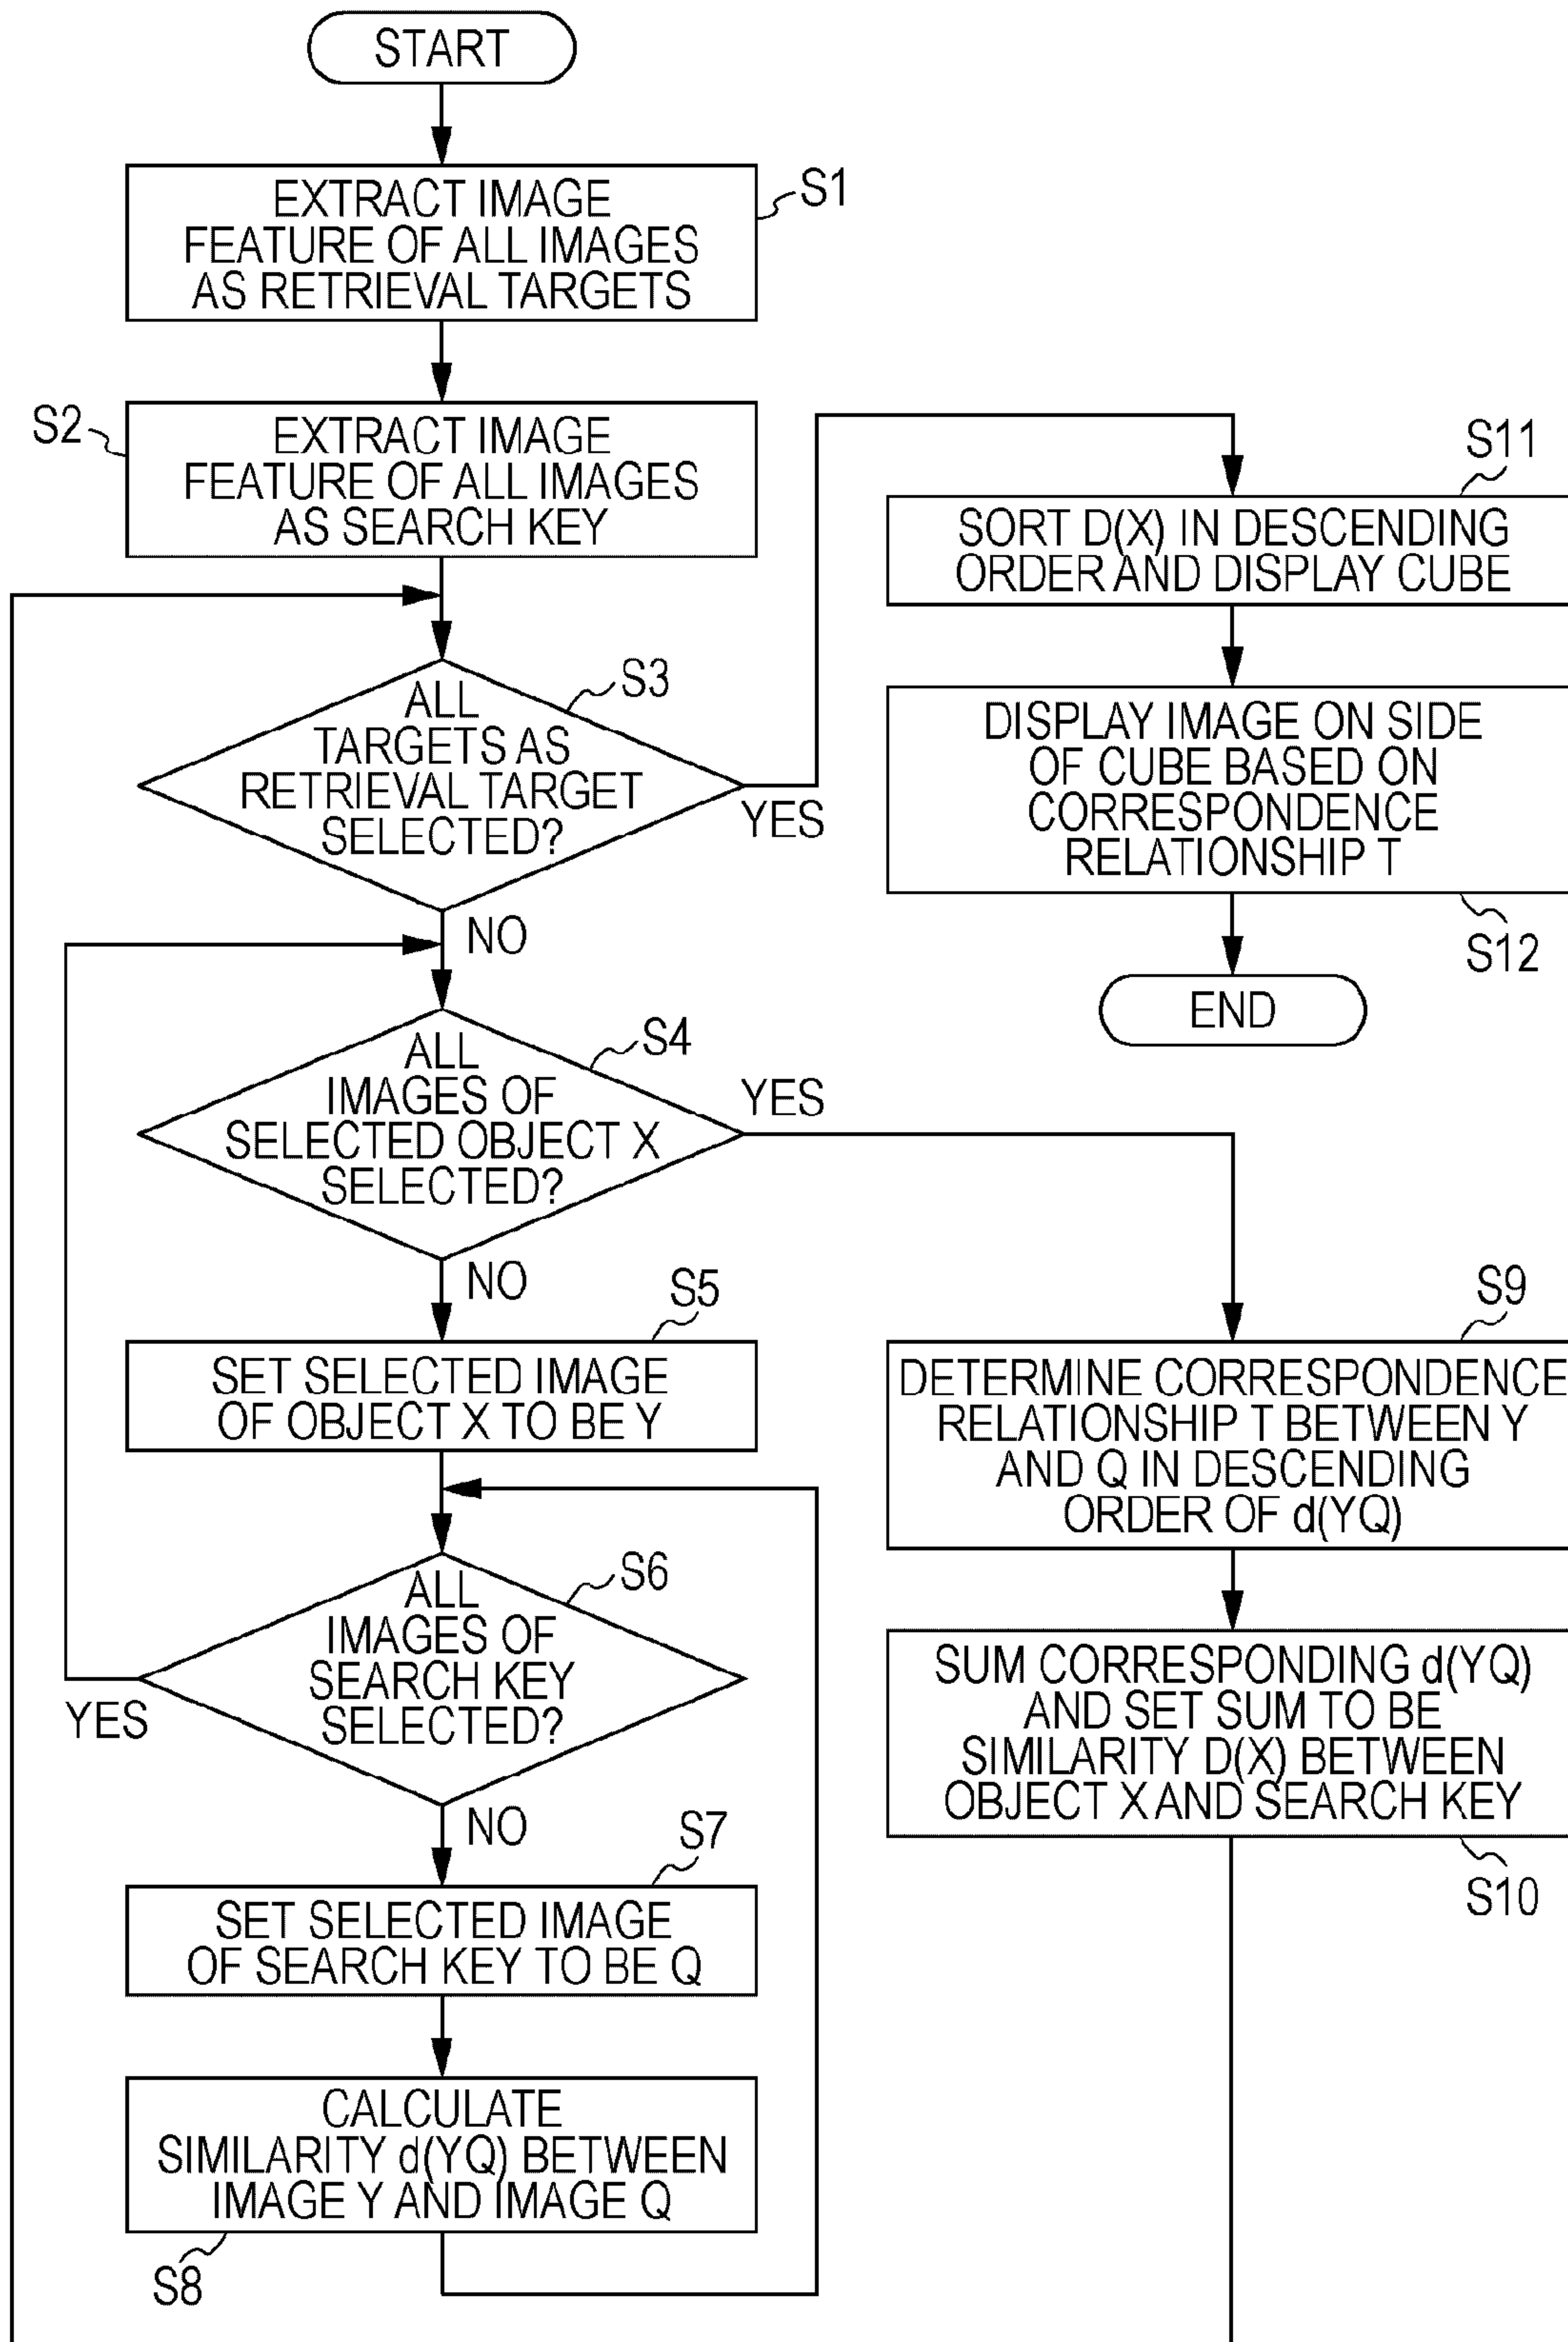 START
EXTRACT IMAGE
FEATURE OF ALL IMAGES
AS RETRIEVAL TARGETS
S1
S2
EXTRACT IMAGE
FEATURE OF ALL IMAGES
AS SEARCH KEY
ALL
TARGETS AS
RETRIEVAL TARGET
SELECTED?
S3
YES
NO
ALL
IMAGES OF
SELECTED OBJECT X
SELECTED?
S4
YES
NO
S5
SET SELECTED IMAGE
OF OBJECT X TO BE Y
ALL
IMAGES OF
SEARCH KEY
SELECTED?
S6
YES
NO
S7
SET SELECTED IMAGE
OF SEARCH KEY TO BE Q
CALCULATE
SIMILARITY d(YQ) BETWEEN
IMAGE Y AND IMAGE Q
S8
S9
DETERMINE CORRESPONDENCE
RELATIONSHIP T BETWEEN Y
AND Q IN DESCENDING
ORDER OF d(YQ)
SUM CORRESPONDING d(YQ)
AND SET SUM TO BE
SIMILARITY D(X) BETWEEN
OBJECT X AND SEARCH KEY
S10
S11
SORT D(X) IN DESCENDING
ORDER AND DISPLAY CUBE
DISPLAY IMAGE ON SIDE
OF CUBE BASED ON
CORRESPONDENCE
RELATIONSHIP T
S12
END